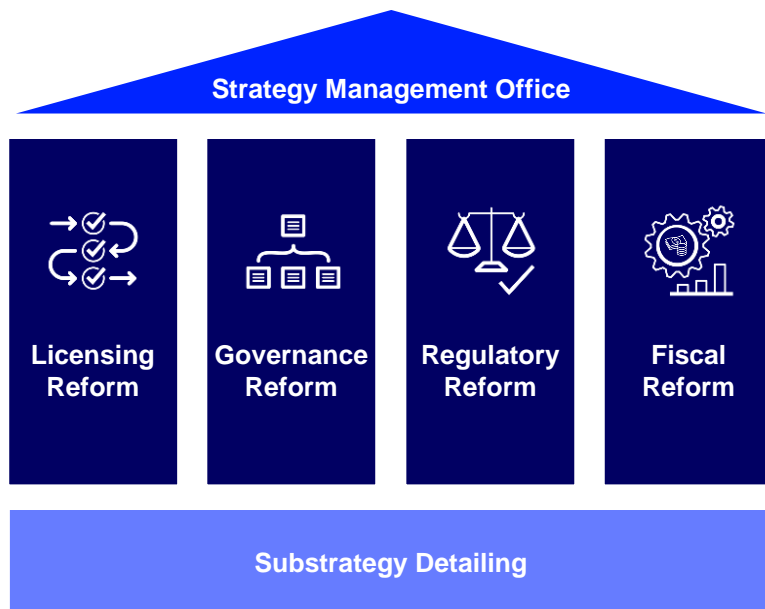 Strategy Management Office
Licensing
Reform
Governance
Reform
Regulatory
Reform
Fiscal
Reform
Substrategy Detailing